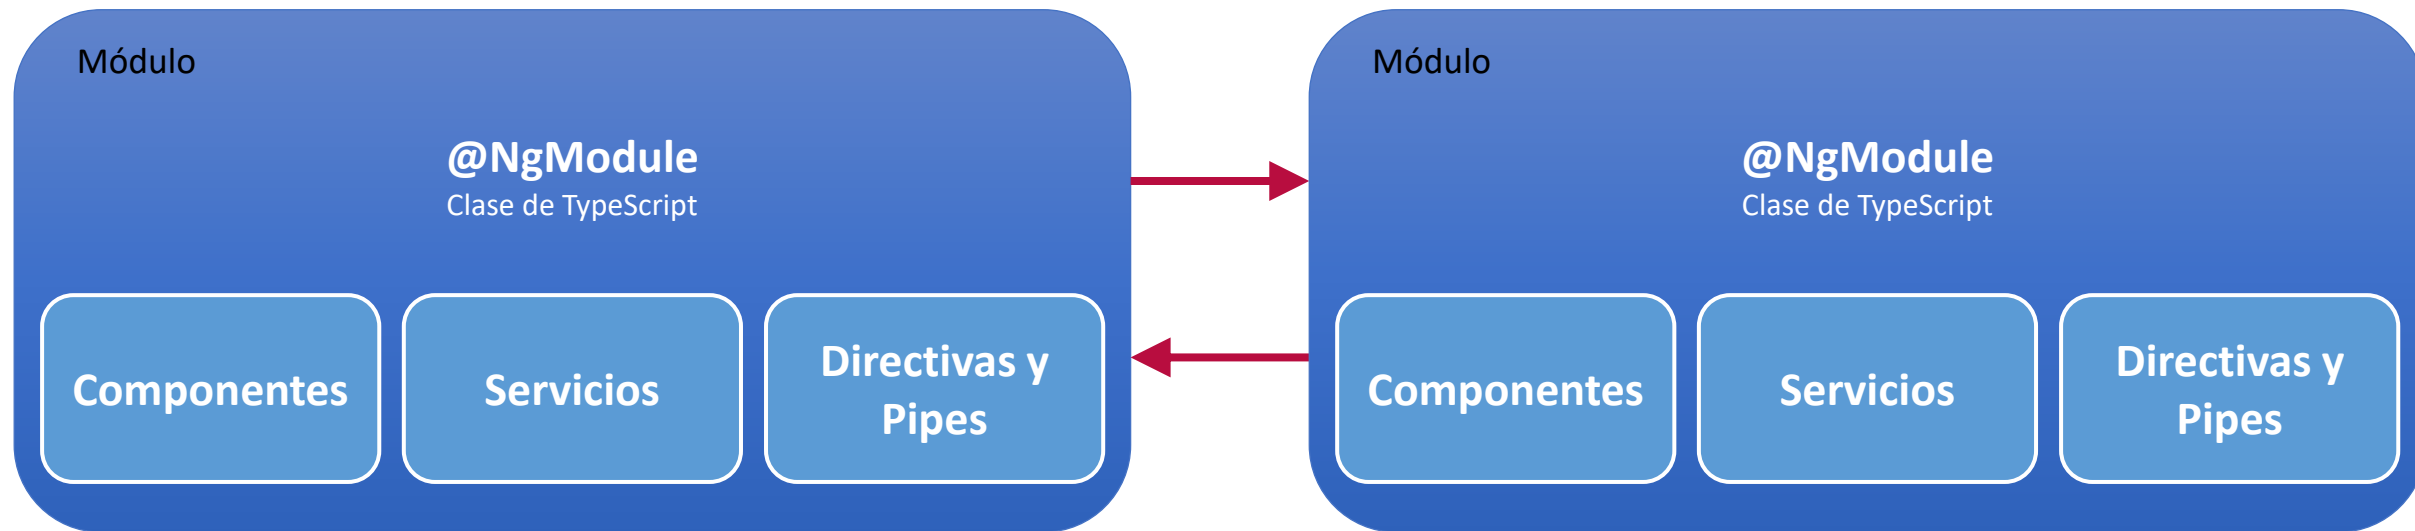 Módulo
@NgModule
Clase de TypeScript
Componentes
Servicios
Directivas y
Pipes
Módulo
@NgModule
Clase de TypeScript
Componentes
Servicios
Directivas y
Pipes